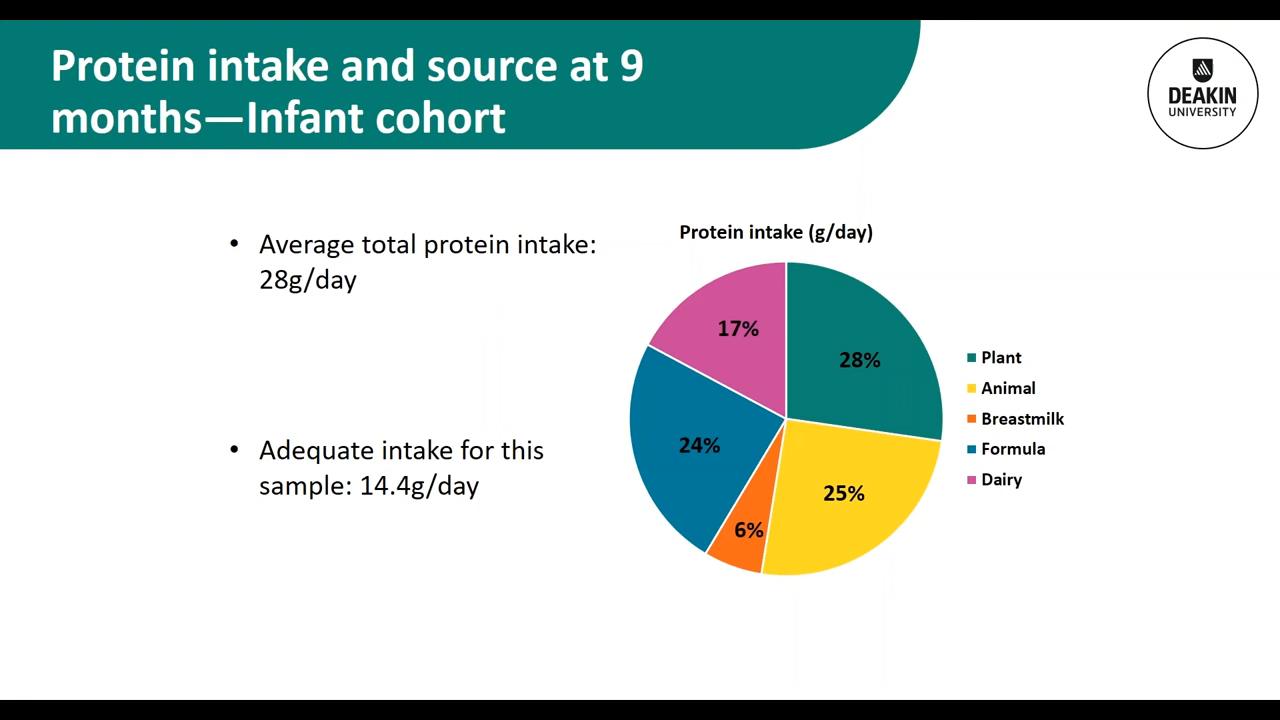 Protein intake and source at 9
months—Infant cohort
DEAKIN
UNIVERSITY
• Average total protein intake:
28g/day
• Adequate intake for this
sample: 14.4g/day
Protein intake (g/day)
17%
28%
24%
25%
6%
Plant
Animal
Breastmilk
Formula
Dairy